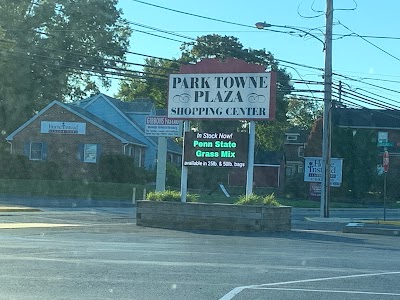 PARK TOWNE
PLAZA
SHOPPING CENTER
In Stock Now!
Penn State
Grass Mix
available in 25lb. & 50lb. bags